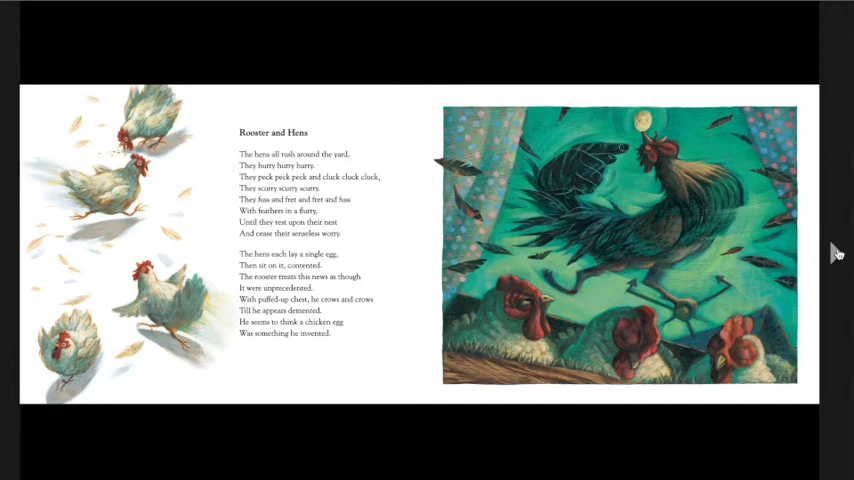 Rooster and Hens
The hens all rush around the yard,
They hurry hurry hurry.
They peck peck peck and cluck cluck cluck,
They scurry scurry scurry.
They fuss and fret and fret and fuss
With feathers in a flurry,
Until they rest upon their nest
And cease their senseless worry.
The hens each lay a single egg,
Then sit on it, contented.
The rooster treats this news as though
It were unprecedented.
With puffed-up chest, he crows and crows
Till he appears demented.
He seems to think a chicken egg
Was something he invented.